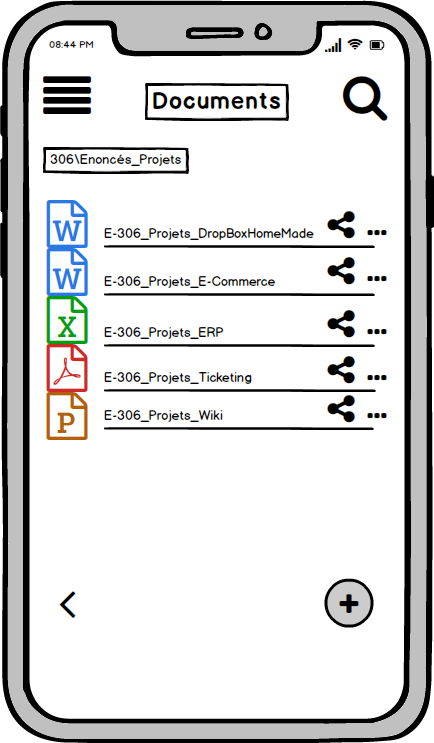 08:44 PM
Documents
306\Enoncés_Projets
W
E-306_Projets_DropBoxHomeMade
W
E-306_Projets_E-Commerce
X
E-306_Projets_ERP
E-306_Projets_Ticketing
P
E-306_Projets_Wiki